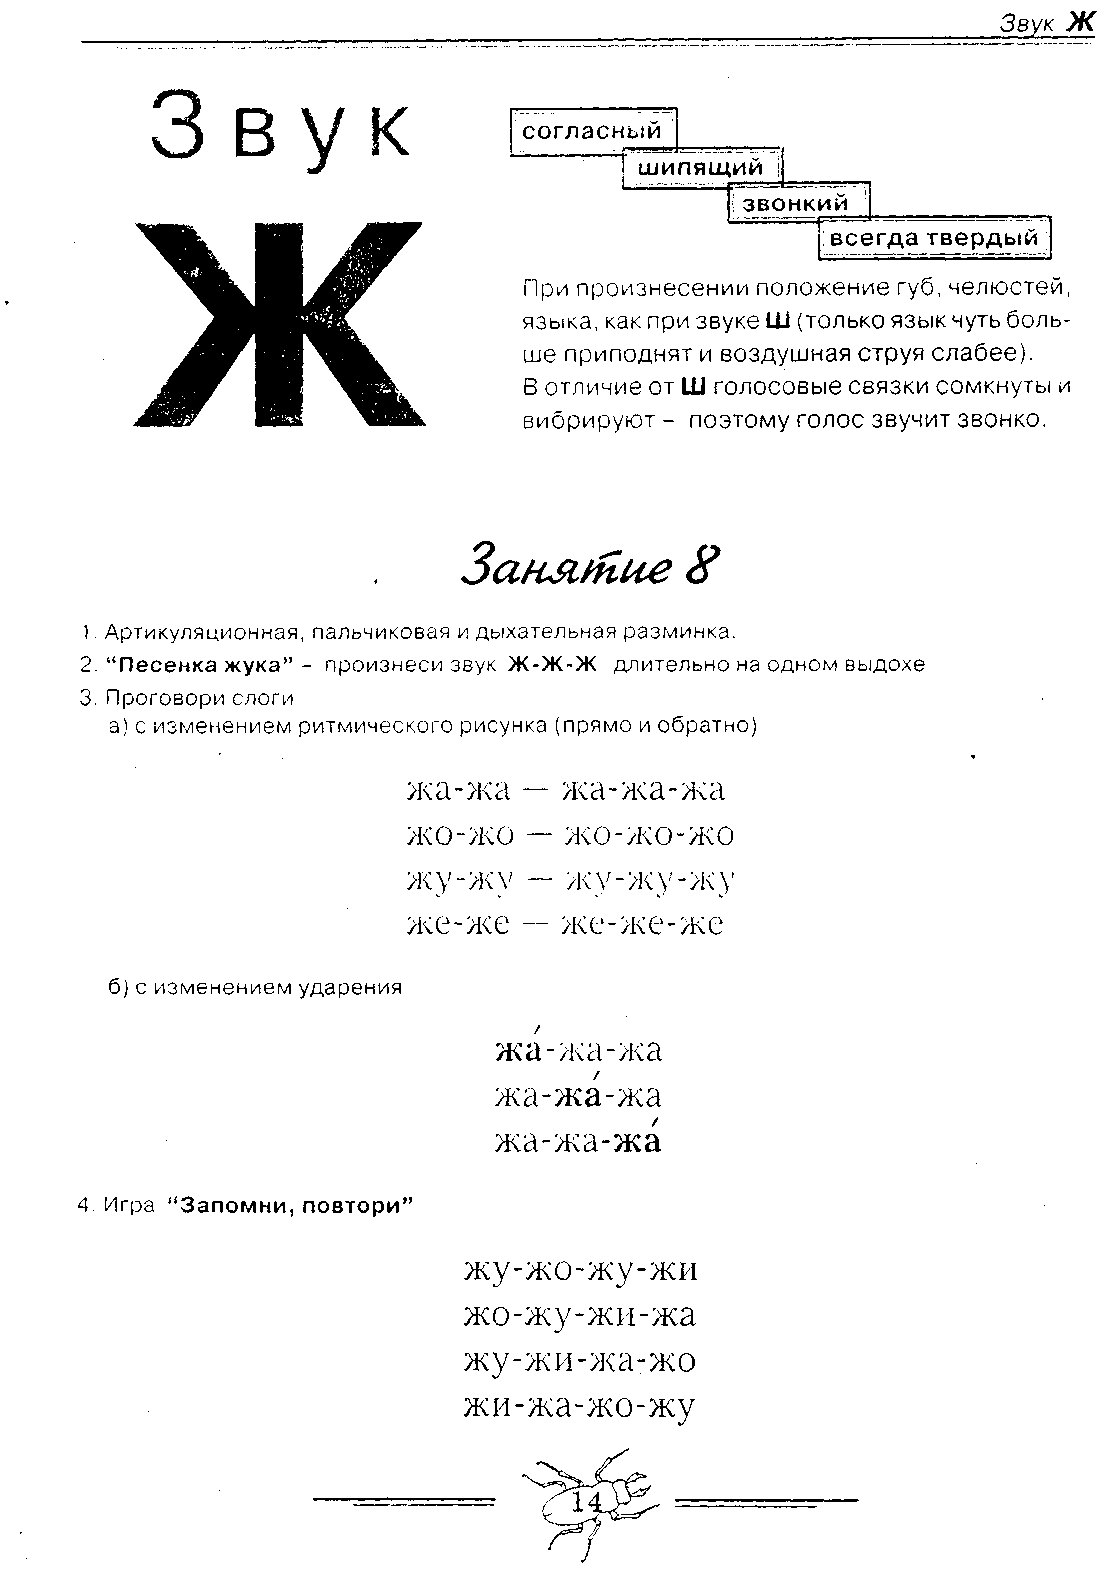 Звук Ж
Звук
Ж
согласный
шипящий
звонкий
всегда твердый
При произнесении положение губ, челюстей,
языка, как при звуке Ш (только язык чуть боль-
ше приподнят и воздушная струя слабее).
В отличие от Ш голосовые связки сомкнуты и
вибрируют – поэтому голос звучит звонко.
Занятие 8
1. Артикуляционная, пальчиковая и дыхательная разминка.
2. “Песенка жука” – произнеси звук Ж-Ж-Ж длительно на одном выдохе
3. Проговори слоги
а) с изменением ритмического рисунка (прямо и обратно)
жа-жа — жа-жа-жа
жо-жо — жо-жо-жо
жу-жу — жу-жу-жу
же-же — же-же-же
б) с изменением ударения
жа́-жа-жа
жа-жа́-жа
жа-жа-жа́
4. Игра “Запомни, повтори”
жу-жо-жу-жи
жо-жу-жи-жа
жу-жи-жа-жо
жи-жа-жо-жу
14